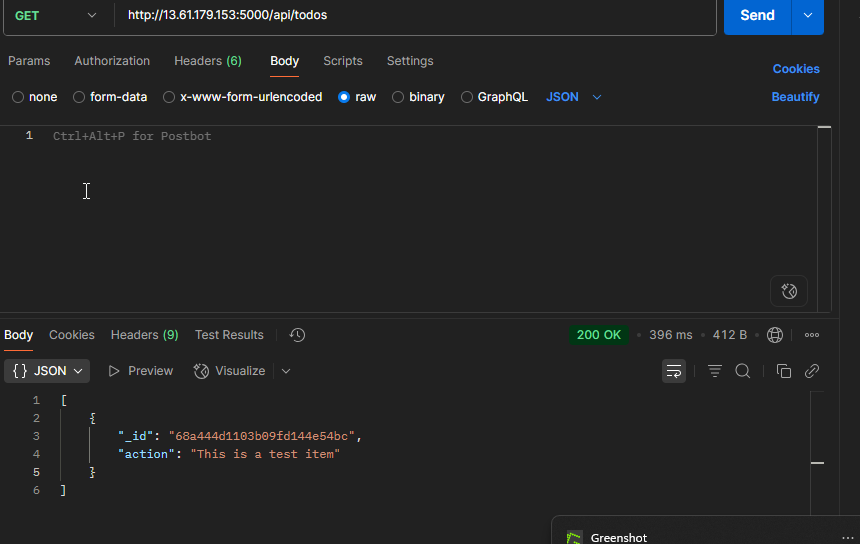 GET http://13.61.179.153:5000/api/todos Send
Params Authorization Headers (6) Body Scripts Settings Cookies
none form-data x-www-form-urlencoded raw binary GraphQL JSON Beautify
1 Ctrl+Alt+P for Postbot
Body Cookies Headers (9) Test Results 200 OK • 396 ms • 412 B •
{} JSON Preview Visualize
1 [
2 {
3 "_id": "68a444d1103b09fd144e54bc",
4 "action": "This is a test item"
5 }
6 ]
Greenshot